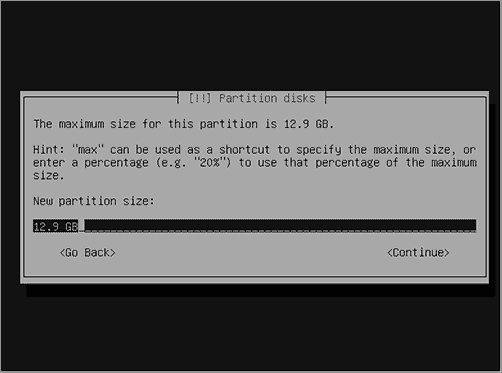 [!!] Partition disks
The maximum size for this partition is 12.9 GB.
Hint: "max" can be used as a shortcut to specify the maximum size, or
enter a percentage (e.g. "20%") to use that percentage of the maximum
size.
New partition size:
12.9 GB
<Go Back> <Continue>